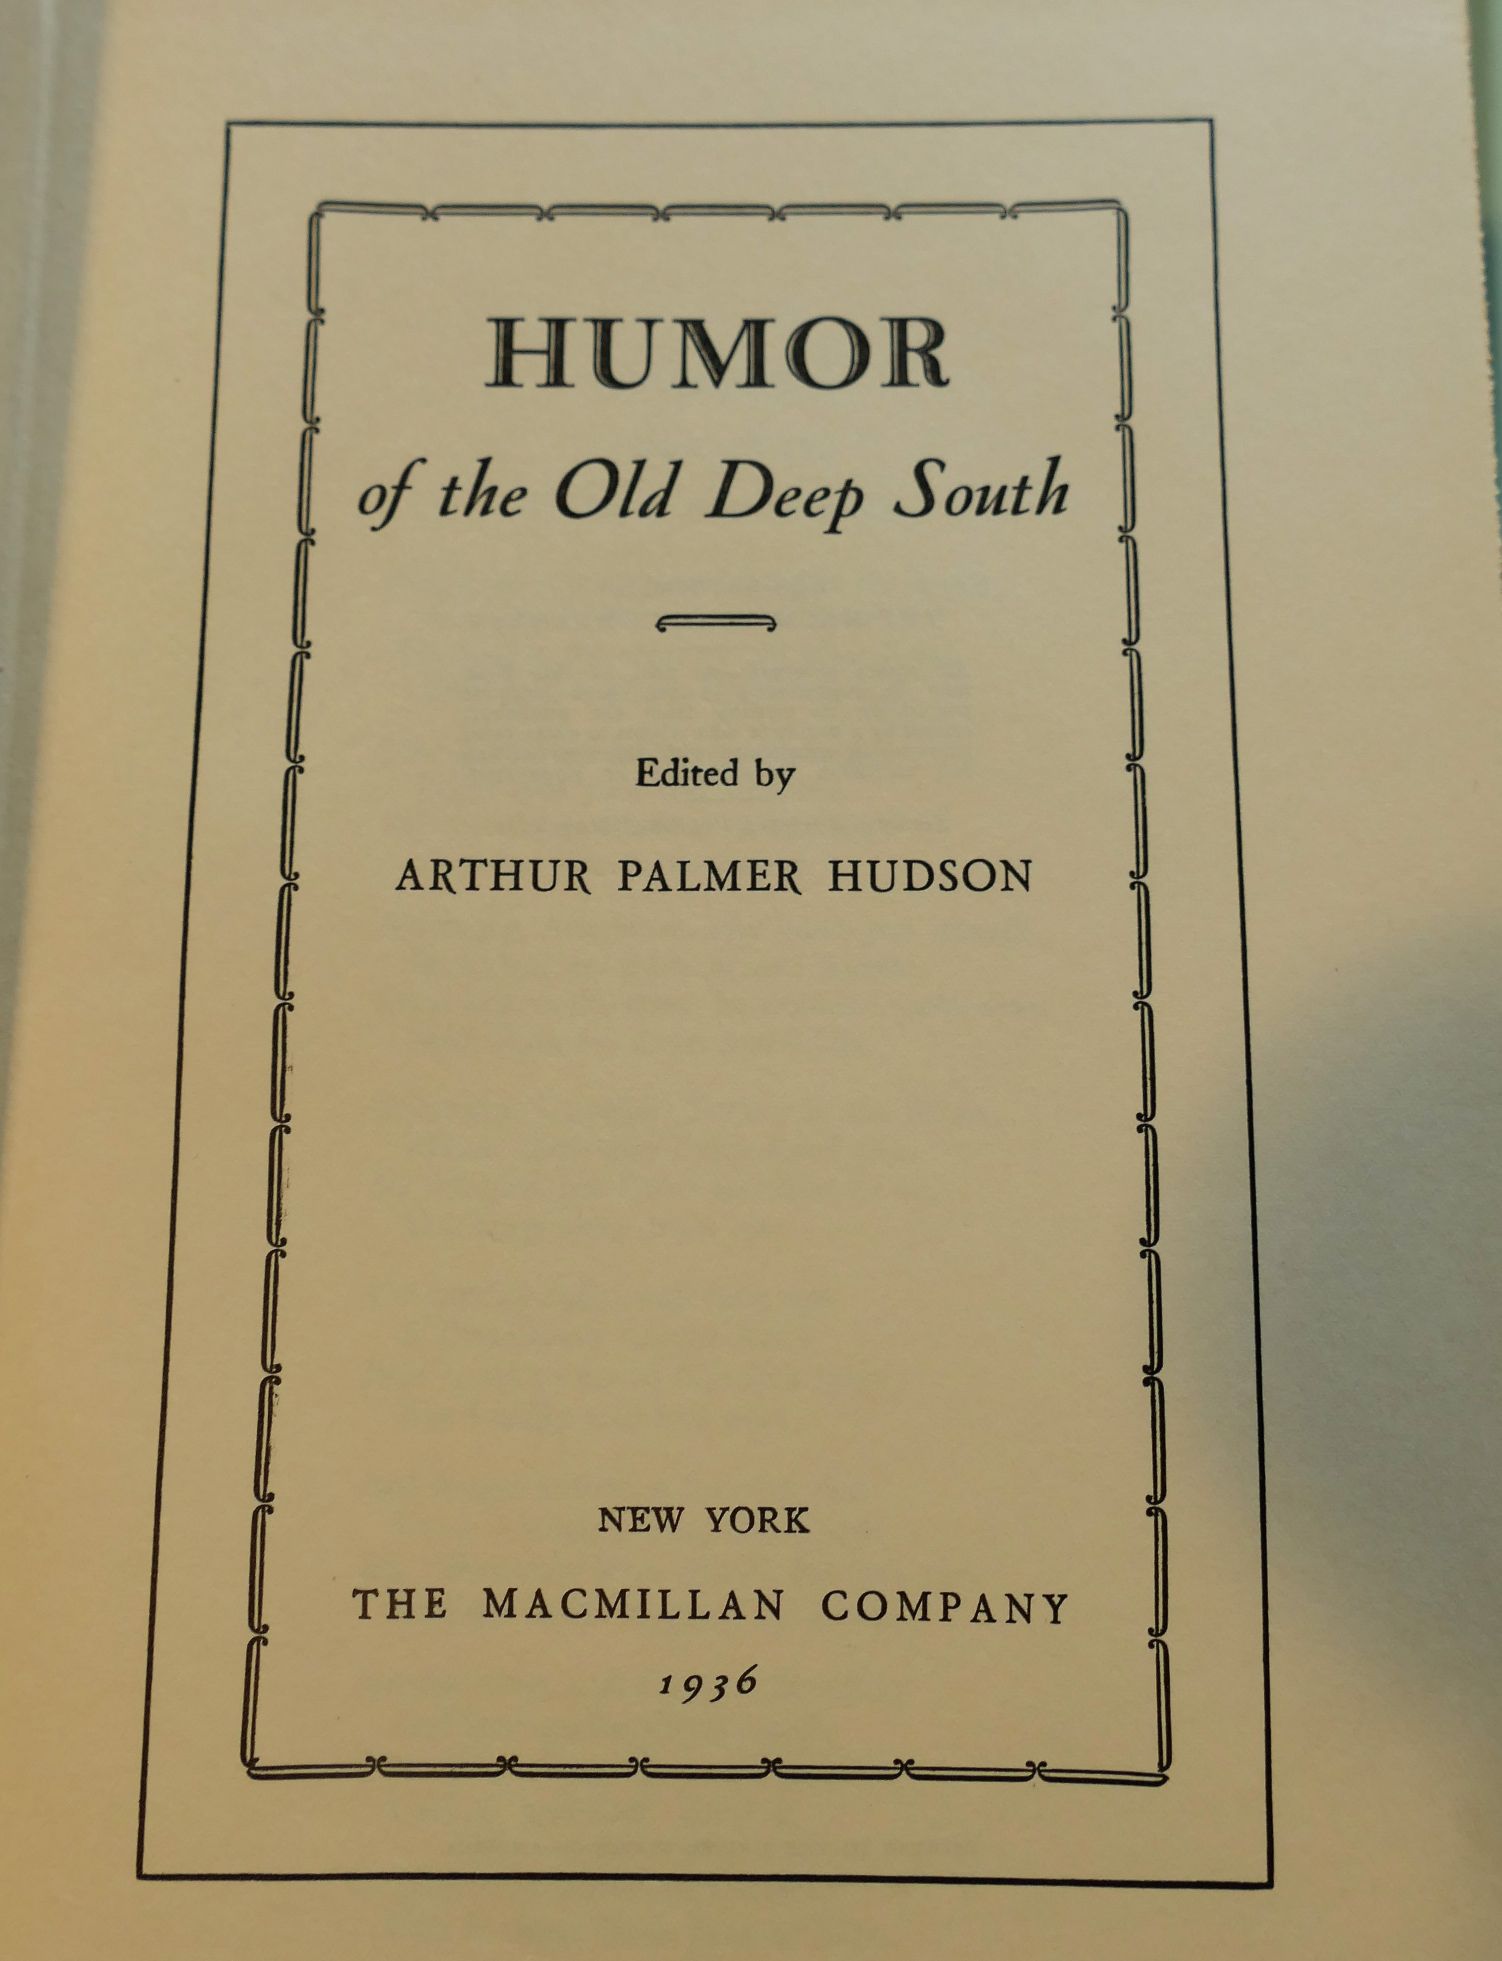 HUMOR
of the Old Deep South
Edited by
ARTHUR PALMER HUDSON
NEW YORK
THE MACMILLAN COMPANY
1936